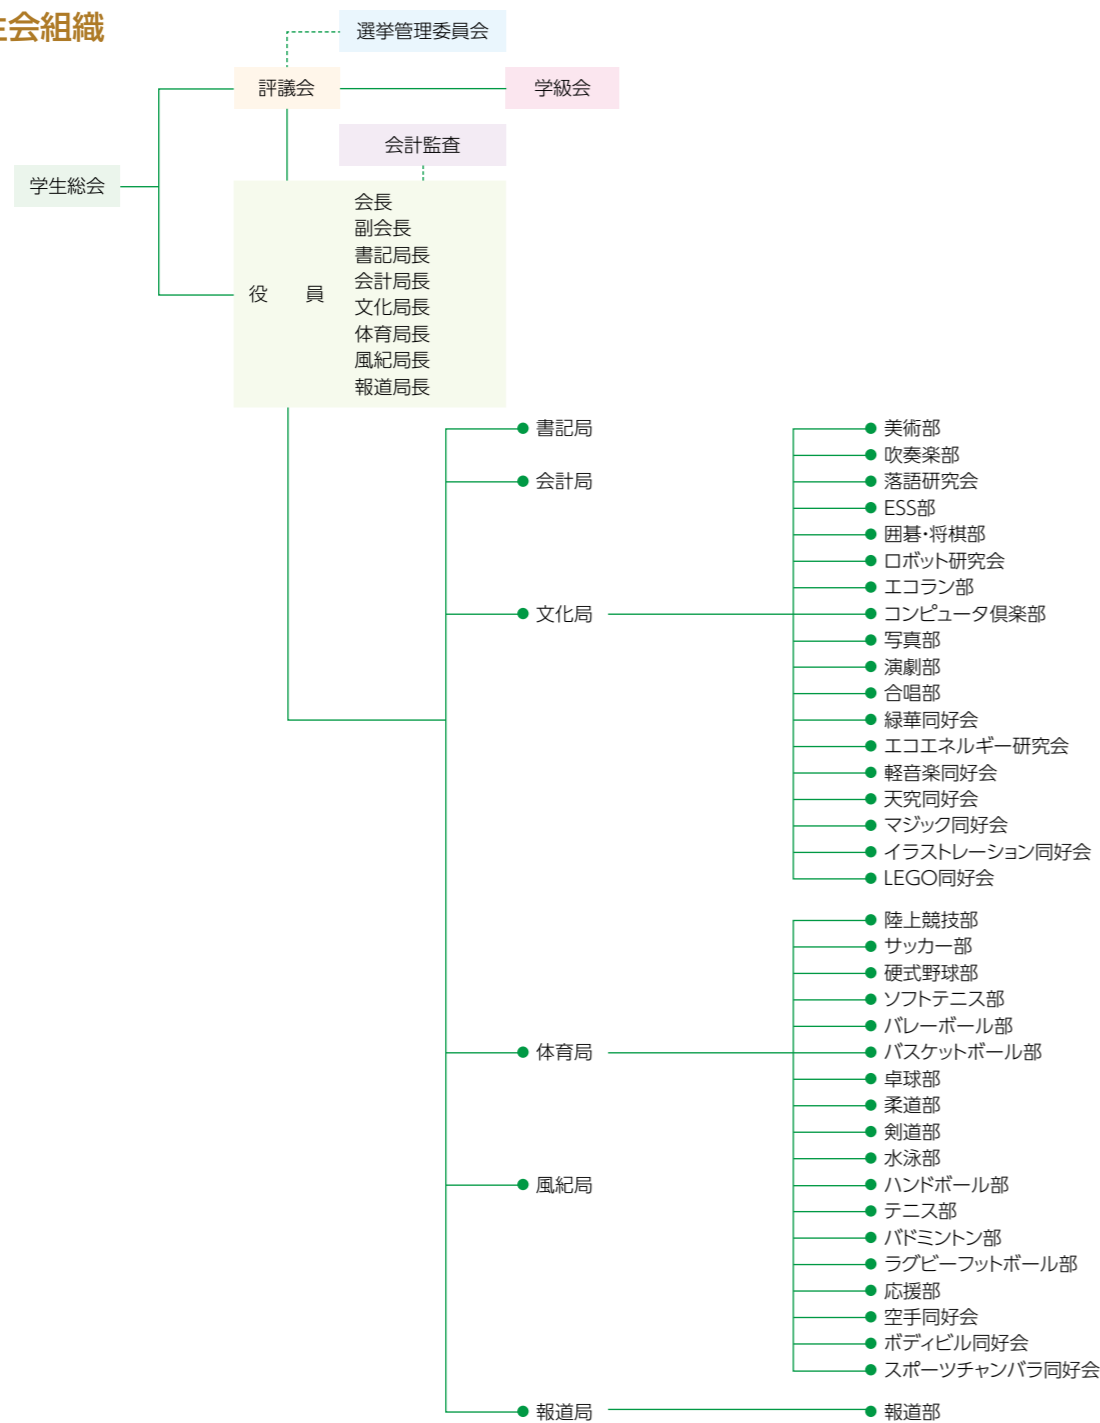 生会組織
選挙管理委員会
評議会
学級会
会計監査
学生総会
役　員
会長
副会長
書記局長
会計局長
文化局長
体育局長
風紀局長
報道局長
書記局
会計局
文化局
美術部
吹奏楽部
落語研究会
ESS部
囲碁・将棋部
ロボット研究会
エコラン部
コンピュータ倶楽部
写真部
演劇部
合唱部
緑華同好会
エコエネルギー研究会
軽音楽同好会
天究同好会
マジック同好会
イラストレーション同好会
LEGO同好会
体育局
陸上競技部
サッカー部
硬式野球部
ソフトテニス部
バレーボール部
バスケットボール部
卓球部
柔道部
剣道部
水泳部
ハンドボール部
テニス部
バドミントン部
ラグビーフットボール部
応援部
空手同好会
ボディビル同好会
スポーツチャンバラ同好会
風紀局
報道局
報道部